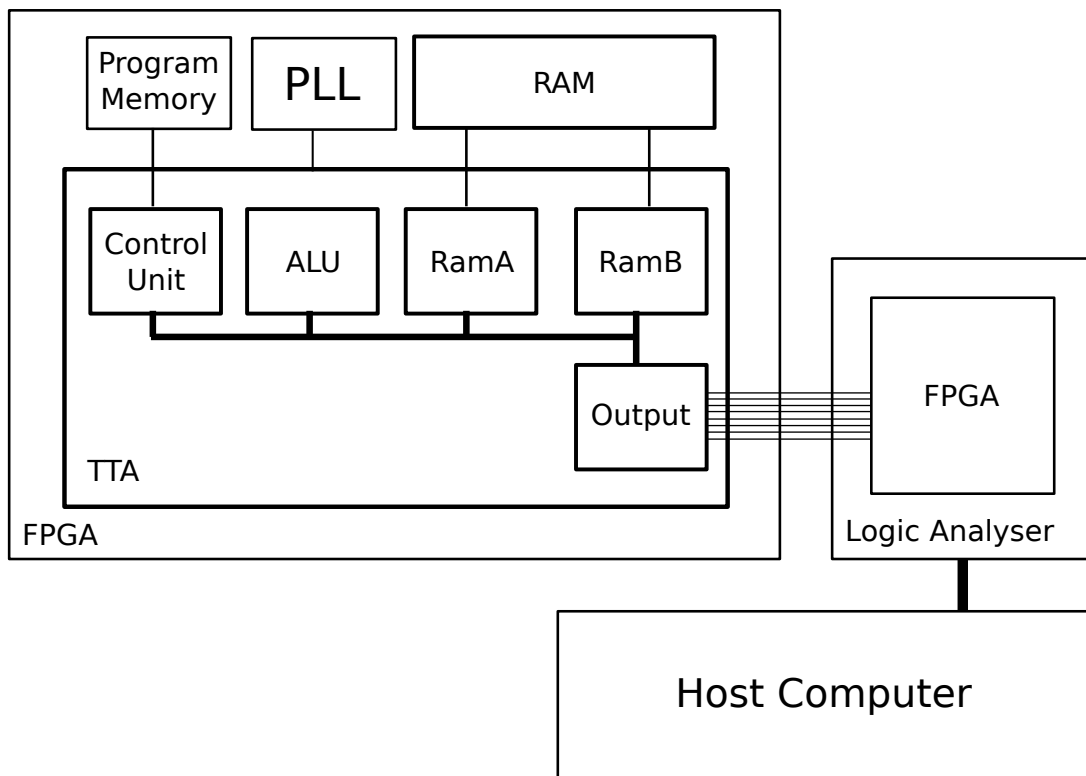 Program
Memory
PLL
RAM
Control
Unit
ALU
RamA
RamB
Output
TTA
FPGA
FPGA
Logic Analyser
Host Computer